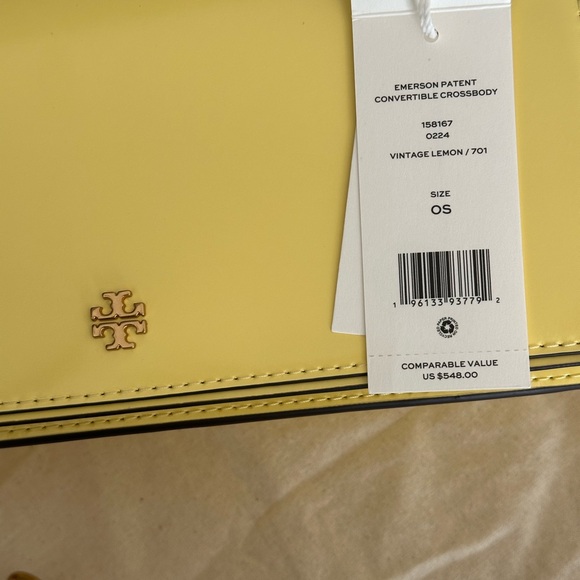 EMERSON PATENT
CONVERTIBLE CROSSBODY
158167
0224
VINTAGE LEMON / 701
SIZE
OS
1 96133 93779 2
COMPARABLE VALUE
US $548.00